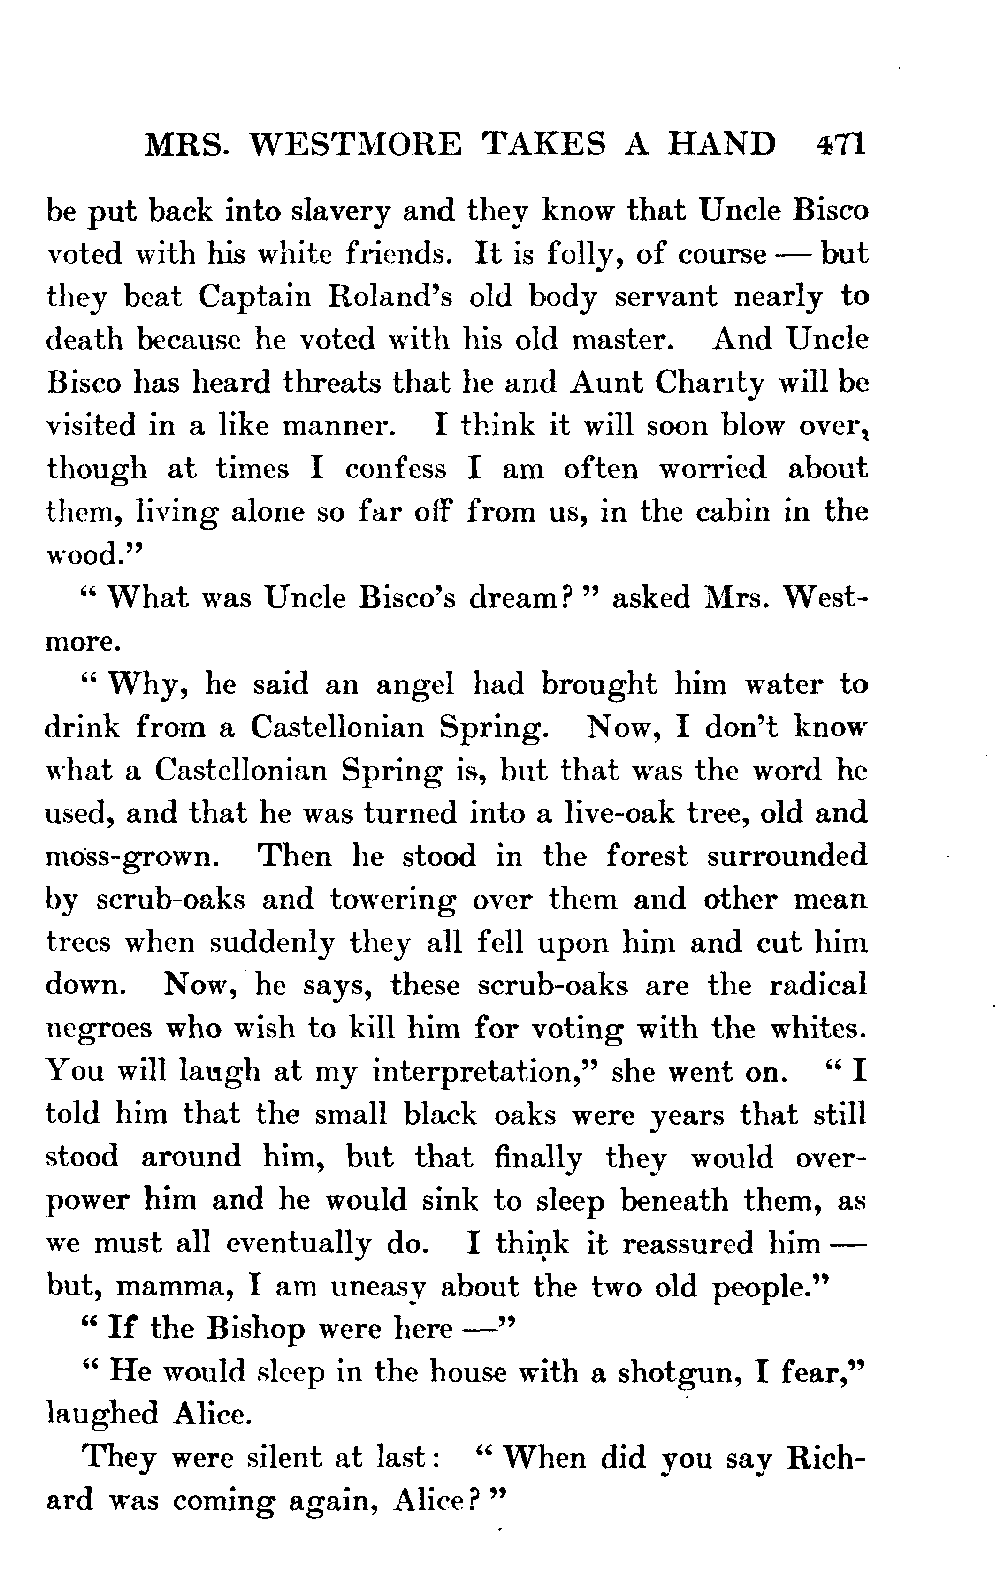 MRS. WESTMORE TAKES A HAND 471
be put back into slavery and they know that Uncle Bisco
voted with his white friends. It is folly, of course — but
they beat Captain Roland's old body servant nearly to
death because he voted with his old master. And Uncle
Bisco has heard threats that he and Aunt Charity will be
visited in a like manner. I think it will soon blow over,
though at times I confess I am often worried about
them, living alone so far off from us, in the cabin in the
wood."
" What was Uncle Bisco's dream? " asked Mrs. West-
more.
" Why, he said an angel had brought him water to
drink from a Castellonian Spring. Now, I don't know
what a Castellonian Spring is, but that was the word he
used, and that he was turned into a live-oak tree, old and
moss-grown. Then he stood in the forest surrounded
by scrub-oaks and towering over them and other mean
trees when suddenly they all fell upon him and cut him
down. Now, he says, these scrub-oaks are the radical
negroes who wish to kill him for voting with the whites.
You will laugh at my interpretation," she went on. " I
told him that the small black oaks were years that still
stood around him, but that finally they would over-
power him and he would sink to sleep beneath them, as
we must all eventually do. I think it reassured him —
but, mamma, I am uneasy about the two old people."
" If the Bishop were here —"
" He would sleep in the house with a shotgun, I fear,"
laughed Alice.
They were silent at last: " When did you say Rich-
ard was coming again, Alice? "